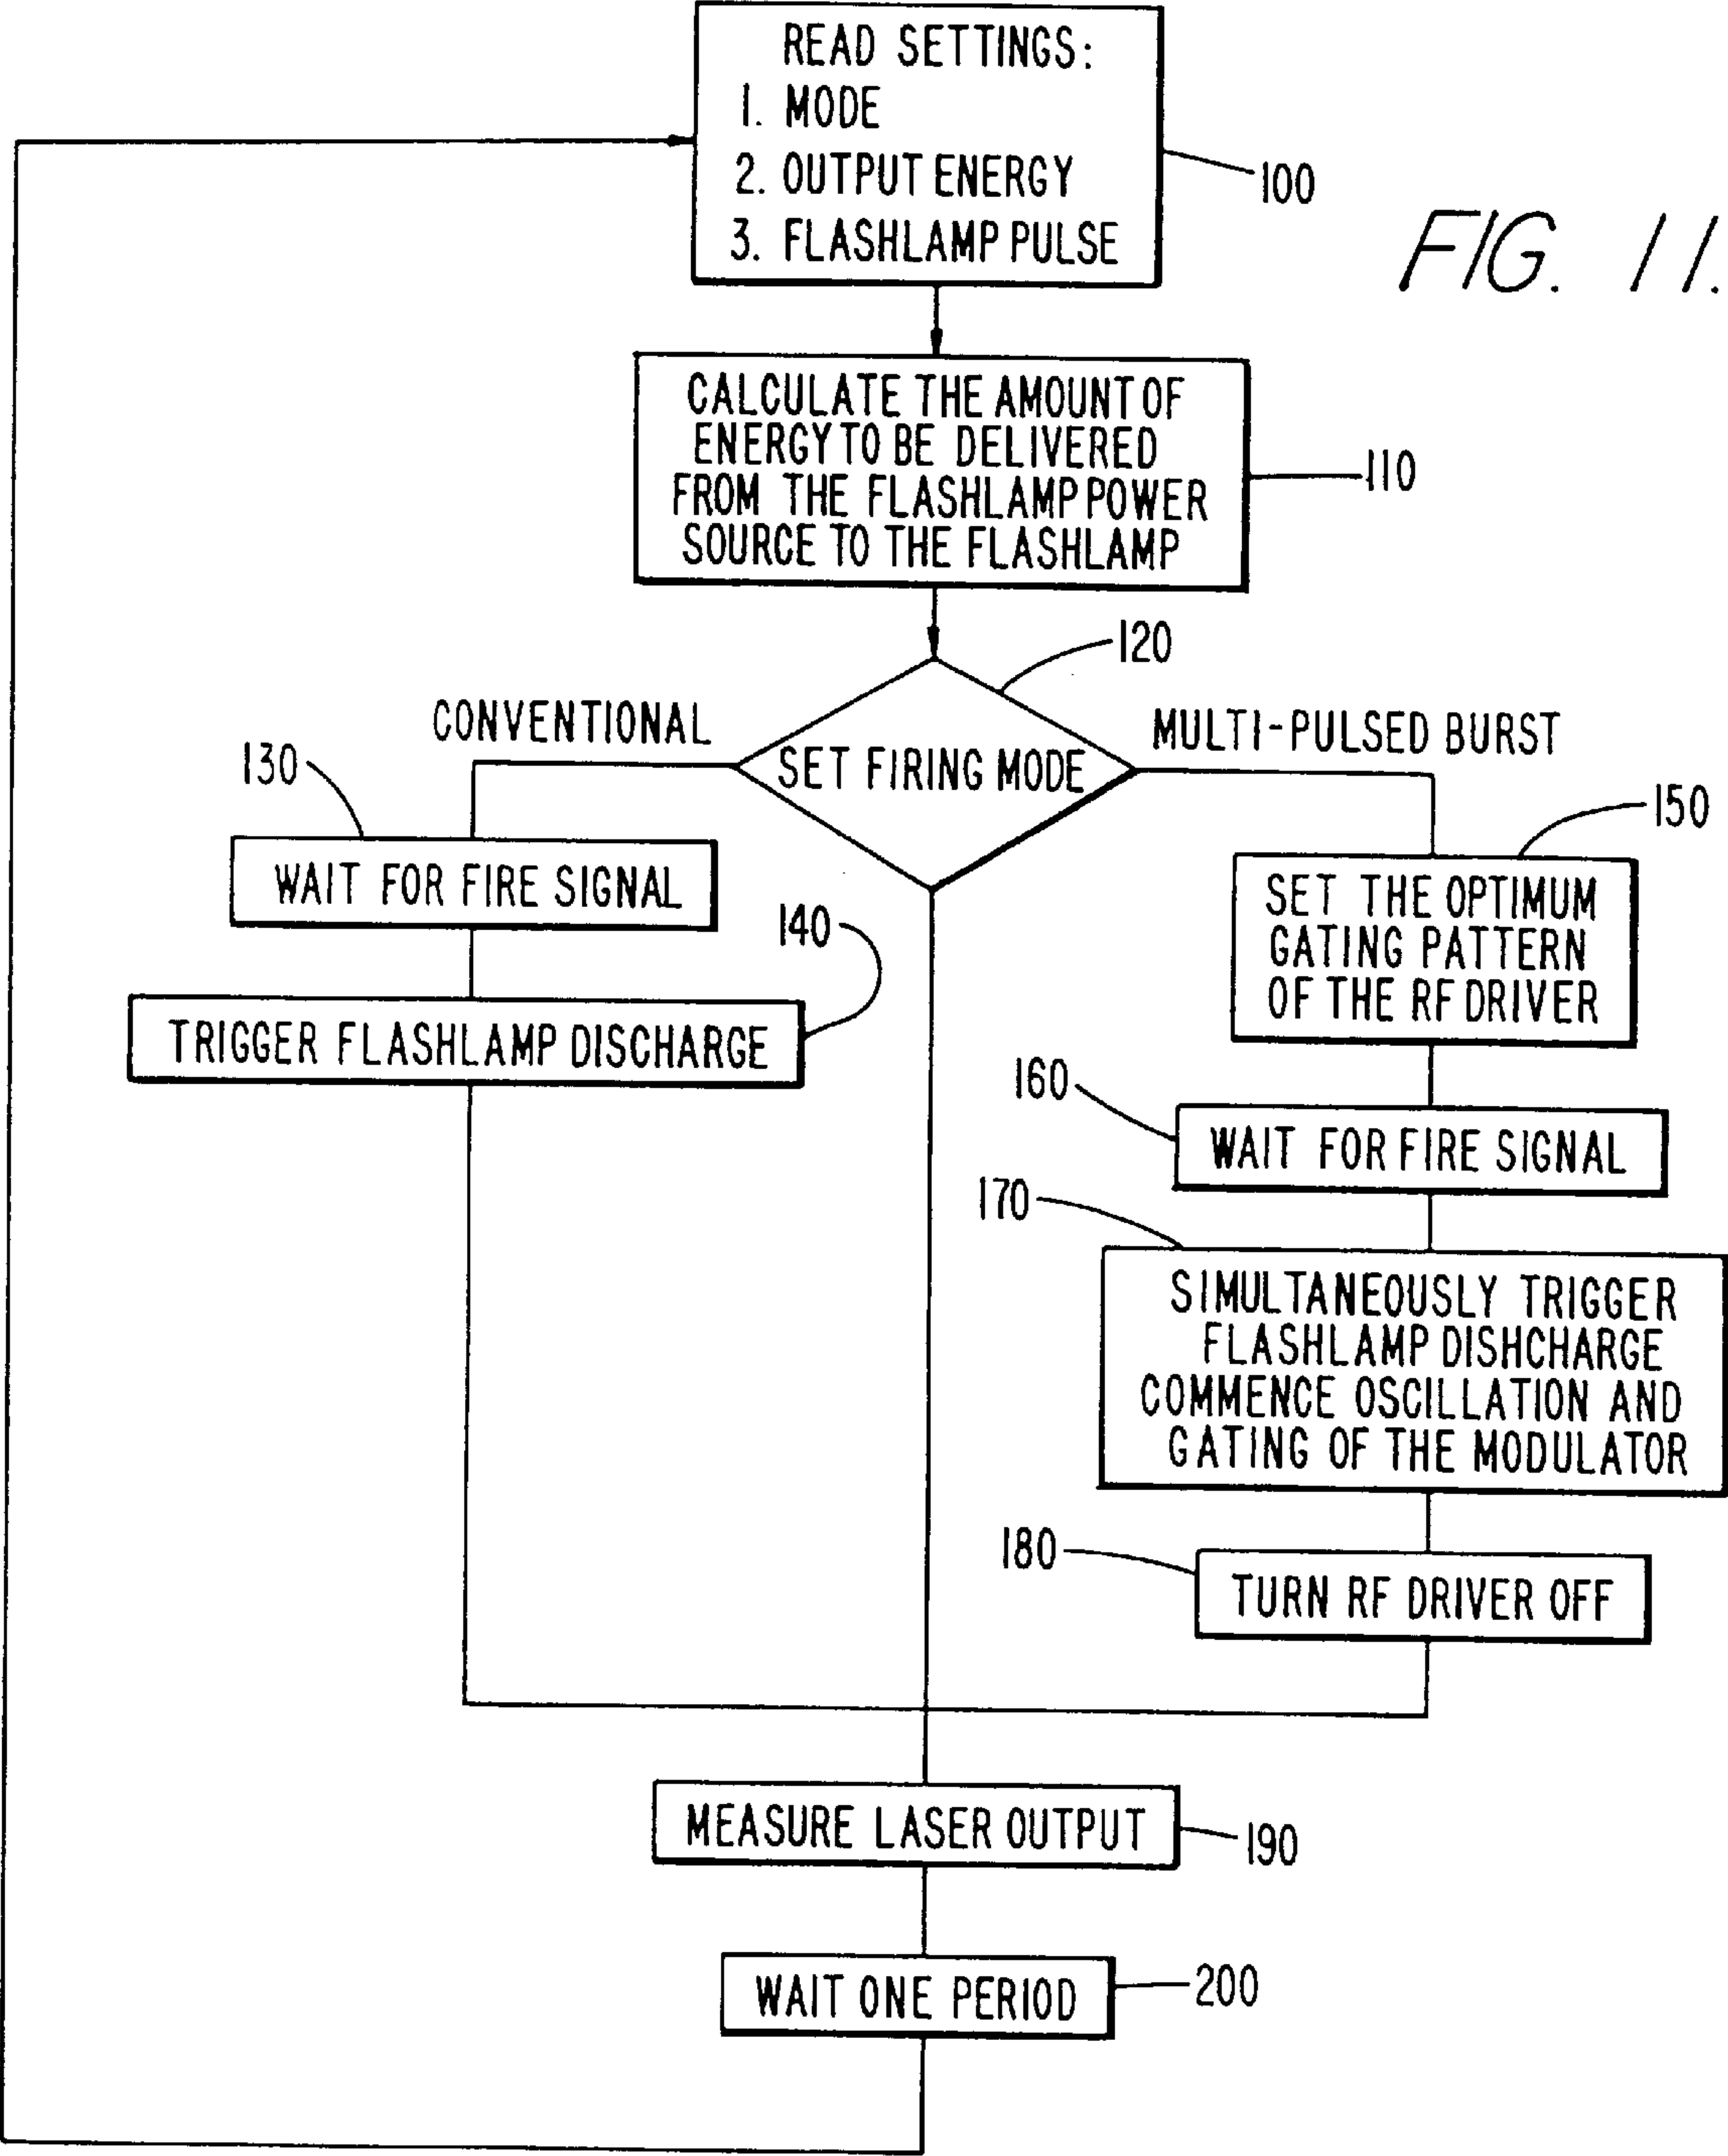 READ SETTINGS:
1. MODE
2. OUTPUT ENERGY
3. FLASHLAMP PULSE
100
FIG. 11.
CALCULATE THE AMOUNT OF
ENERGY TO BE DELIVERED
FROM THE FLASHLAMP POWER
SOURCE TO THE FLASHLAMP
110
120
CONVENTIONAL
SET FIRING MODE
MULTI-PULSED BURST
130
WAIT FOR FIRE SIGNAL
140
TRIGGER FLASHLAMP DISCHARGE
150
SET THE OPTIMUM
GATING PATTERN
OF THE RF DRIVER
160
WAIT FOR FIRE SIGNAL
170
SIMULTANEOUSLY TRIGGER
FLASHLAMP DISHCHARGE
COMMENCE OSCILLATION AND
GATING OF THE MODULATOR
180
TURN RF DRIVER OFF
MEASURE LASER OUTPUT
190
WAIT ONE PERIOD
200